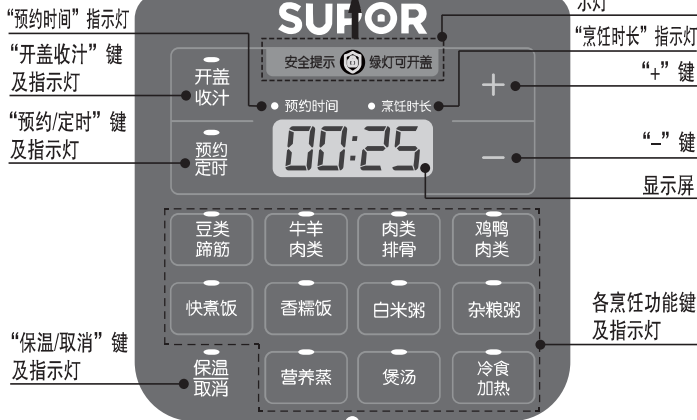 示灯
SUPOR
“预约时间”指示灯
“烹饪时长”指示灯
“开盖收汁”键
及指示灯
安全提示 绿灯可开盖
开盖
收汁
“+”键
预约时间 烹饪时长
“预约/定时”键
及指示灯
预约
定时
00:25
“−”键
显示屏
豆类
蹄筋
牛羊
肉类
肉类
排骨
鸡鸭
肉类
快煮饭 香糯饭 白米粥 杂粮粥
各烹饪功能键
及指示灯
“保温/取消”键
及指示灯
保温
取消
营养蒸 煲汤
冷食
加热